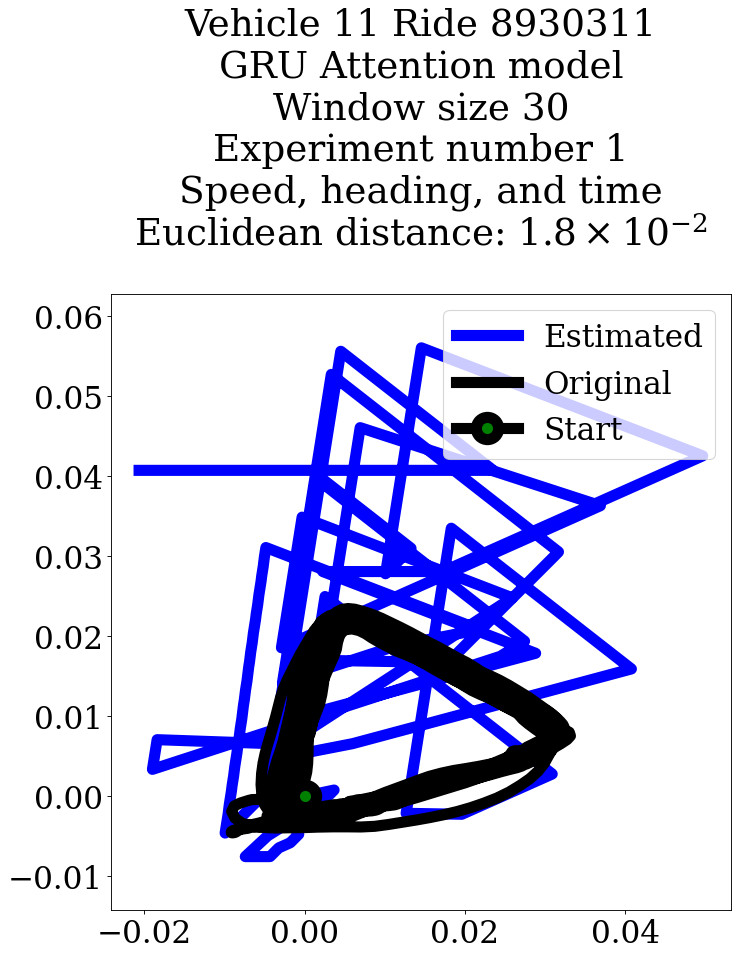 Vehicle 11 Ride 8930311
GRU Attention model
Window size 30
Experiment number 1
Speed, heading, and time
Euclidean distance: 1.8 × 10⁻²
Estimated
Original
Start
0.06
0.05
0.04
0.03
0.02
0.01
0.00
−0.01
−0.02 0.00 0.02 0.04